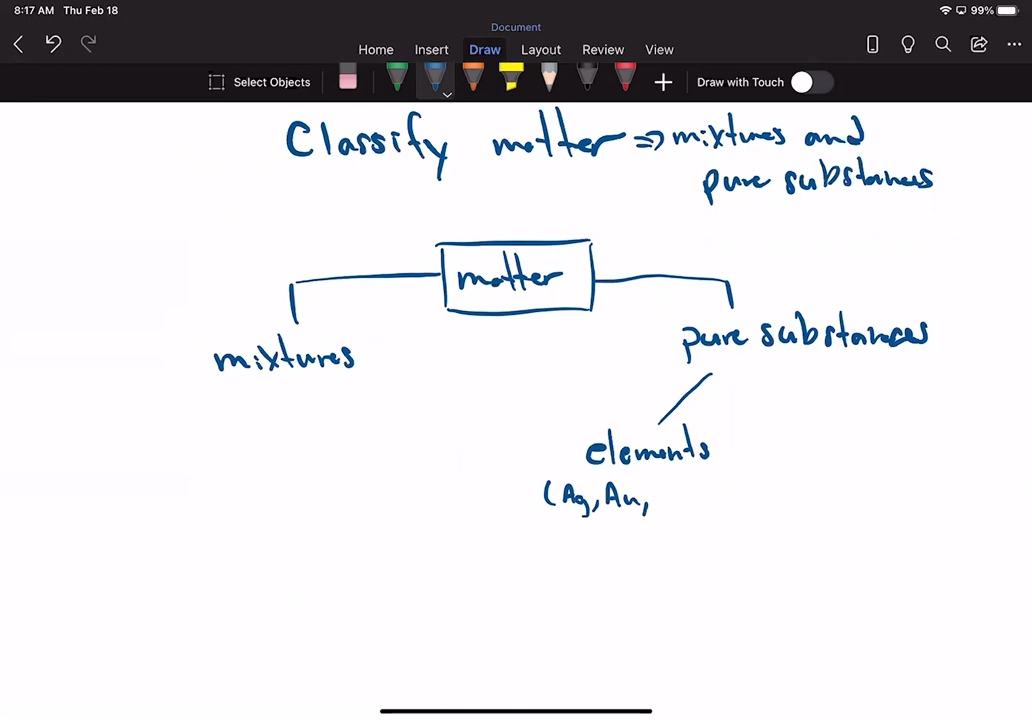 8:17 AM Thu Feb 18
99%
Document
Home Insert Draw Layout Review View
Select Objects
Draw with Touch
Classify matter ⇒ mixtures and
pure substances
matter
mixtures
pure substances
elements
(Ag, Au,